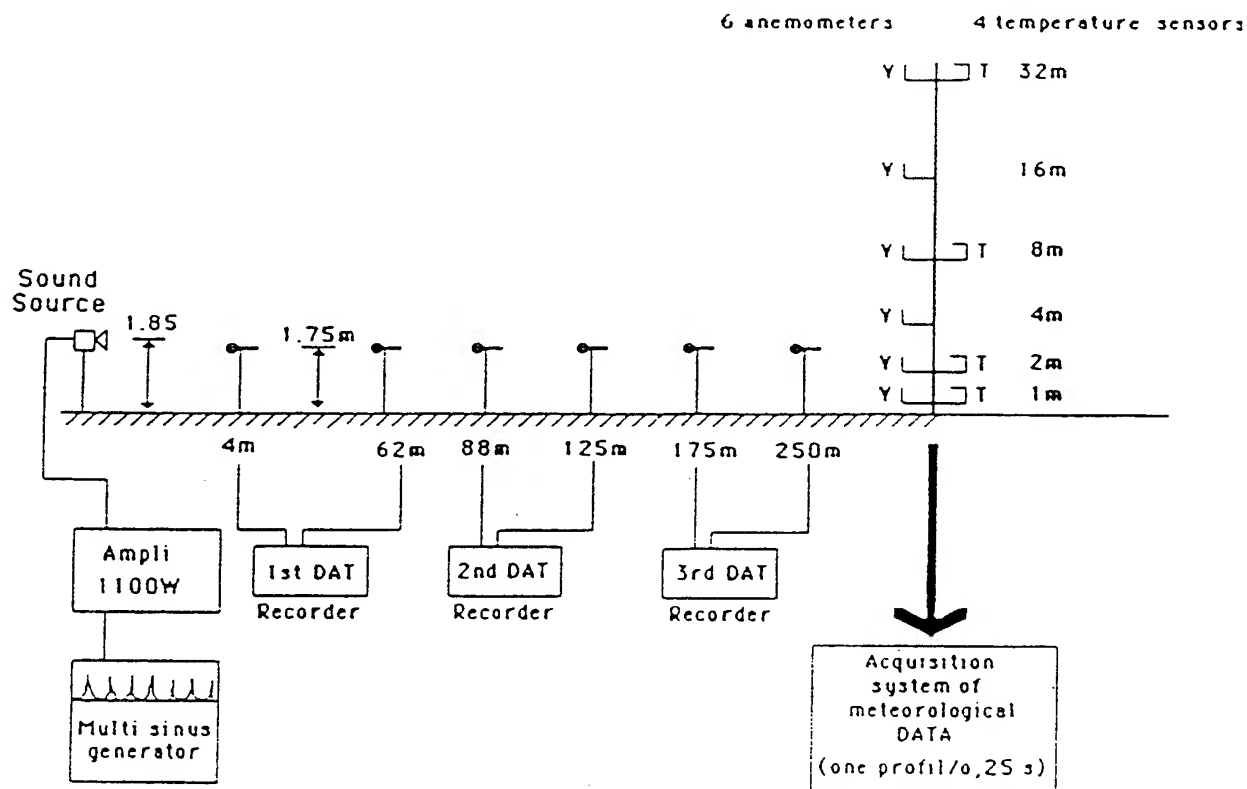 6 anemometers 4 temperature sensors
Y T 32m
Y 16m
Y T 8m
Y 4m
Y T 2m
Y T 1m
Sound
Source
1.85
1.75m
4m 62m 88m 125m 175m 250m
Ampli
1100W
1st DAT
Recorder
2nd DAT
Recorder
3rd DAT
Recorder
Multi sinus
generator
Acquisition
system of
meteorological
DATA
(one profil/o,25 s)